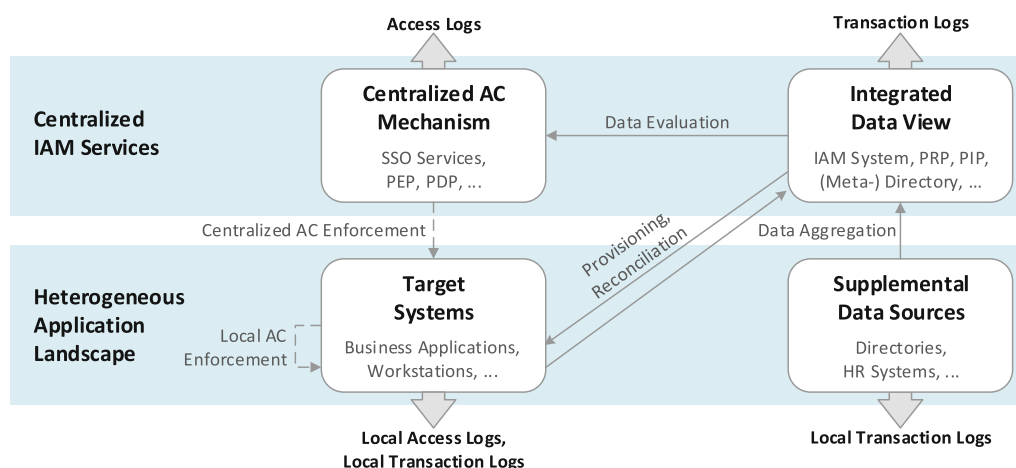 Access Logs
Transaction Logs
Centralized
IAM Services
Centralized AC
Mechanism
SSO Services,
PEP, PDP, ...
Data Evaluation
Integrated
Data View
IAM System, PRP, PIP,
(Meta-) Directory, ...
Centralized AC Enforcement
Provisioning,
Reconciliation
Data Aggregation
Heterogeneous
Application
Landscape
Local AC
Enforcement
Target
Systems
Business Applications,
Workstations, ...
Supplemental
Data Sources
Directories,
HR Systems, ...
Local Access Logs,
Local Transaction Logs
Local Transaction Logs